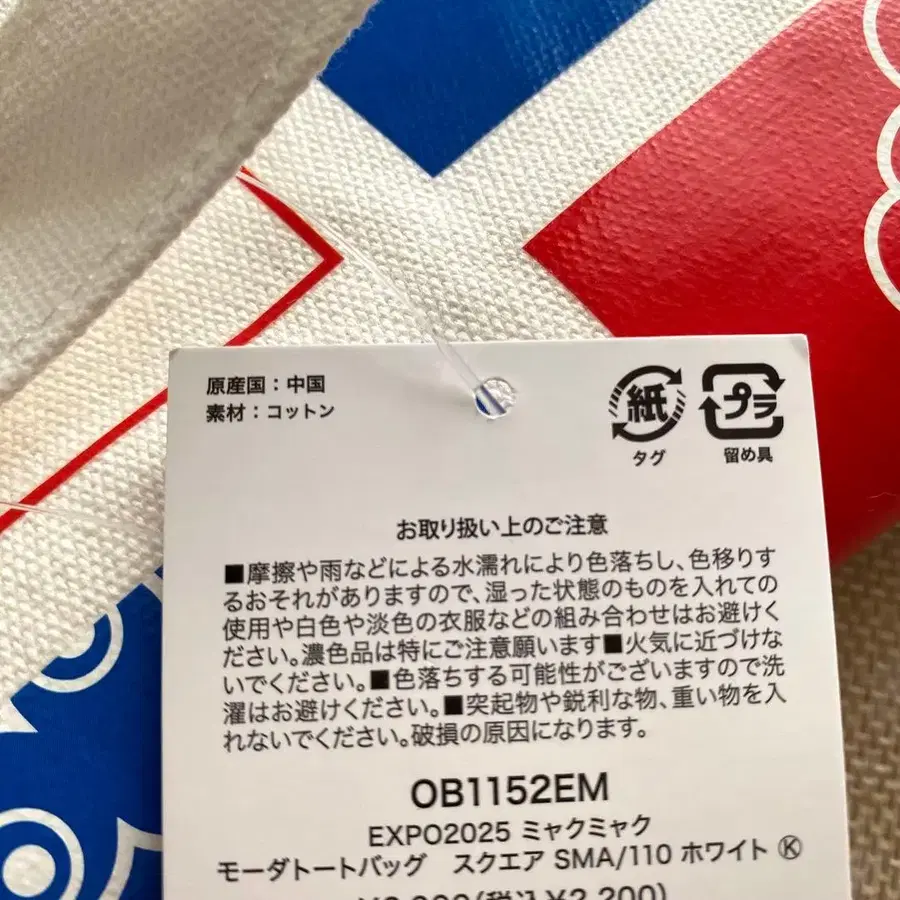 原産国：中国
素材：コットン
紙
プラ
タグ
留め具
お取り扱い上のご注意
■摩擦や雨などによる水濡れにより色落ちし、色移りす
るおそれがありますので、湿った状態のものを入れての
使用や白色や淡色の衣服などの組み合わせはお避けく
ださい。濃色品は特にご注意願います■火気に近づけな
いでください。■色落ちする可能性がございますので洗
濯はお避けください。■突起物や鋭利な物、重い物を入
れないでください。破損の原因になります。
OB1152EM
EXPO2025 ミャクミャク
モーダトートバッグ　スクエア SMA/110 ホワイト Ⓚ
(税込¥2,200)